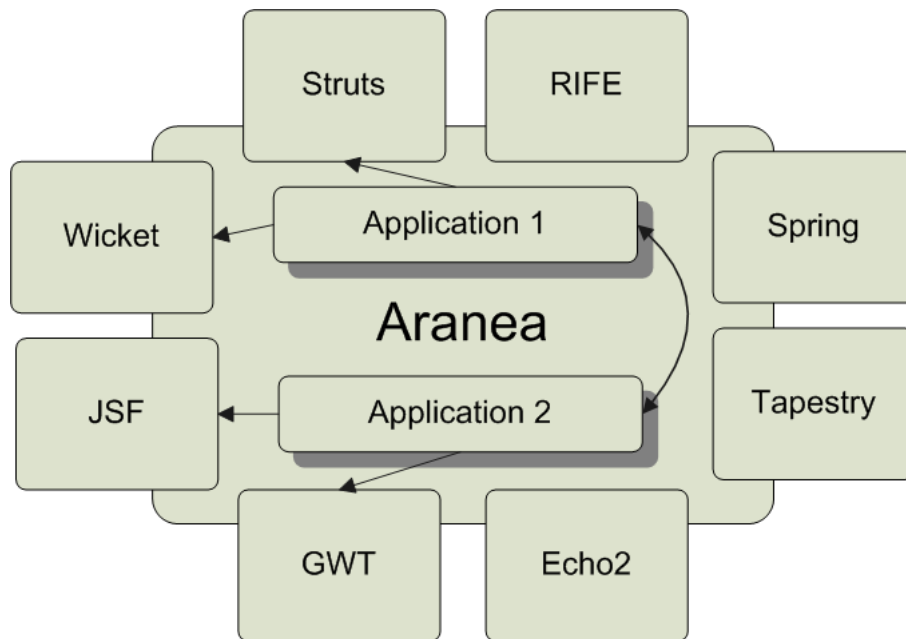 Struts
RIFE
Wicket
Application 1
Spring
Aranea
JSF
Application 2
Tapestry
GWT
Echo2